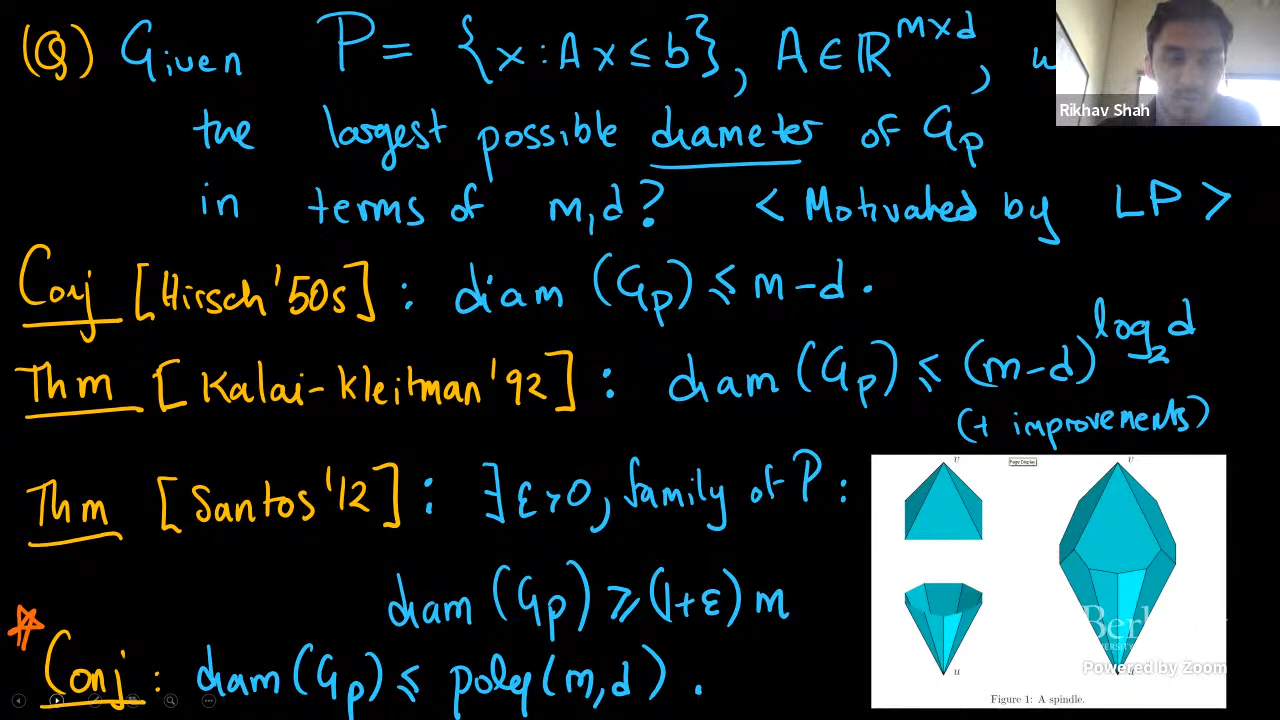 (Q) Given P = {x : Ax ≤ b}, A ∈ ℝ^{m×d},
the largest possible diameter of G_P
in terms of m, d? < Motivated by LP >
Conj [Hirsch '50s] : diam (G_P) ≤ m-d.
Thm [Kalai-Kleitman '92] : diam (G_P) ≤ (m-d)^{log_2 d}
(+ improvements)
Thm [Santos '12] : ∃ε>0, family of P :
diam (G_P) ≥ (1+ε) m
Conj : diam (G_P) ≤ poly(m,d).
Rikhav Shah
v
Page Display
v
u
u
Figure 1: A spindle.
Powered by Zoom